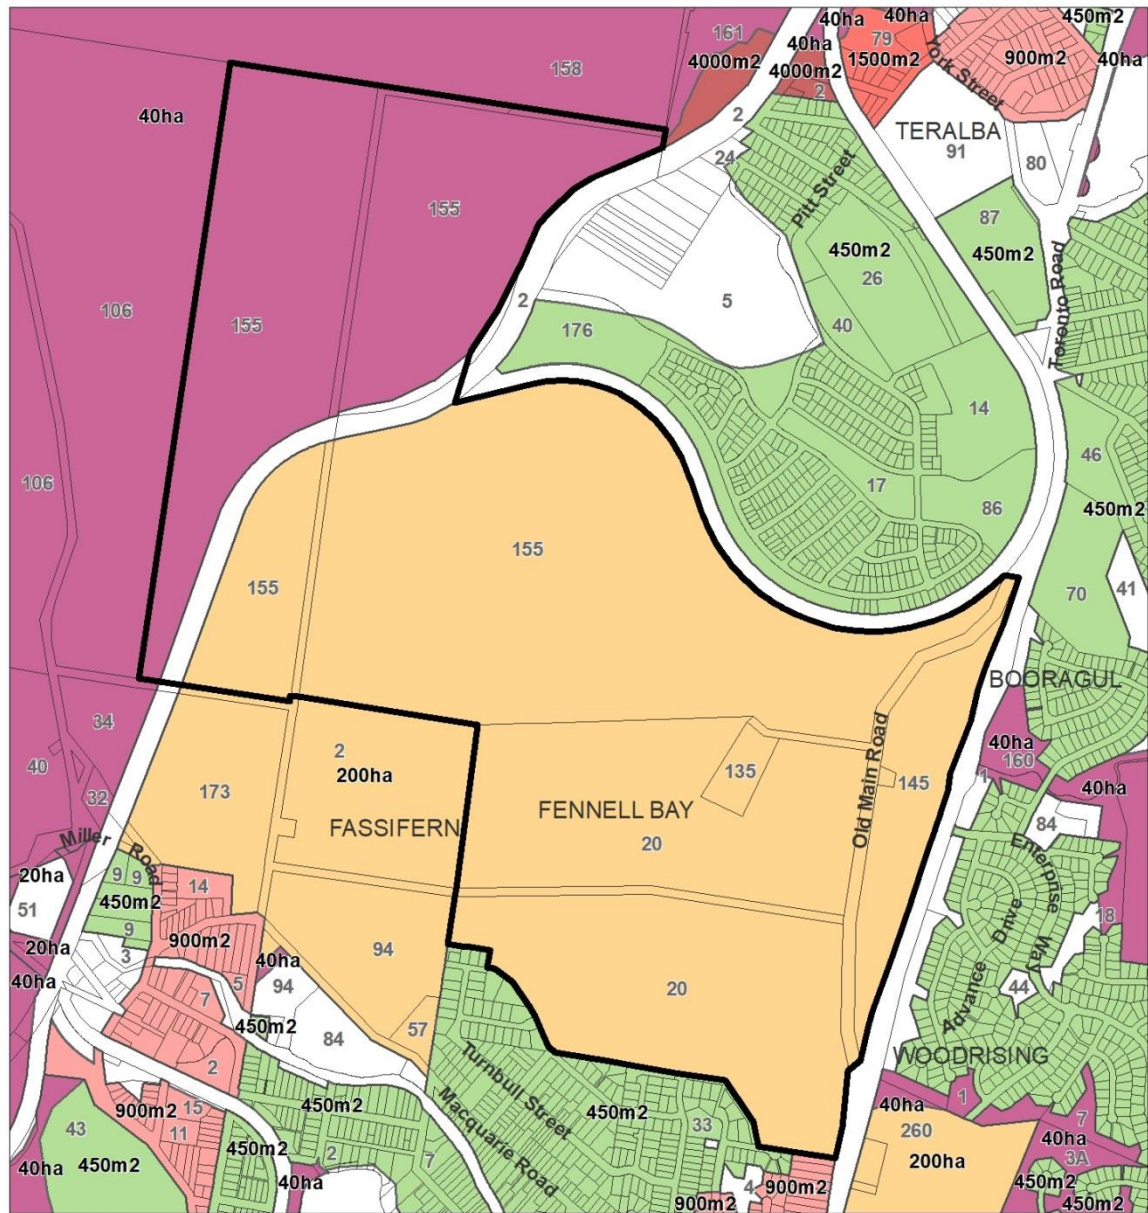 450m2
40ha
40ha
161
79
York Street
40ha
900m2
40ha
158
4000m2
4000m2
1500m2
2
2
40ha
TERALBA
91
80
24
155
Pitt Street
87
450m2
450m2
26
106
155
2
5
40
Toronto Road
176
14
46
106
17
86
450m2
155
155
70
41
BOORAGUL
34
2
200ha
40ha
160
40
173
135
145
1
40ha
32
FASSIFERN
FENNELL BAY
20
Old Main Road
84
Miller Road
Enterprise Way
20ha
51
9
9
14
450m2
9
900m2
18
20ha
3
40ha
94
Advance Drive
40ha
7
5
94
20
44
450m2
84
57
2
Turnbull Street
WOODRISING
900m2
15
450m2
450m2
40ha
1
11
43
33
260
7
40ha
450m2
450m2
2
7
Macquarie Road
3A
40ha
40ha
200ha
450m2
900m2
4
900m2
450m2